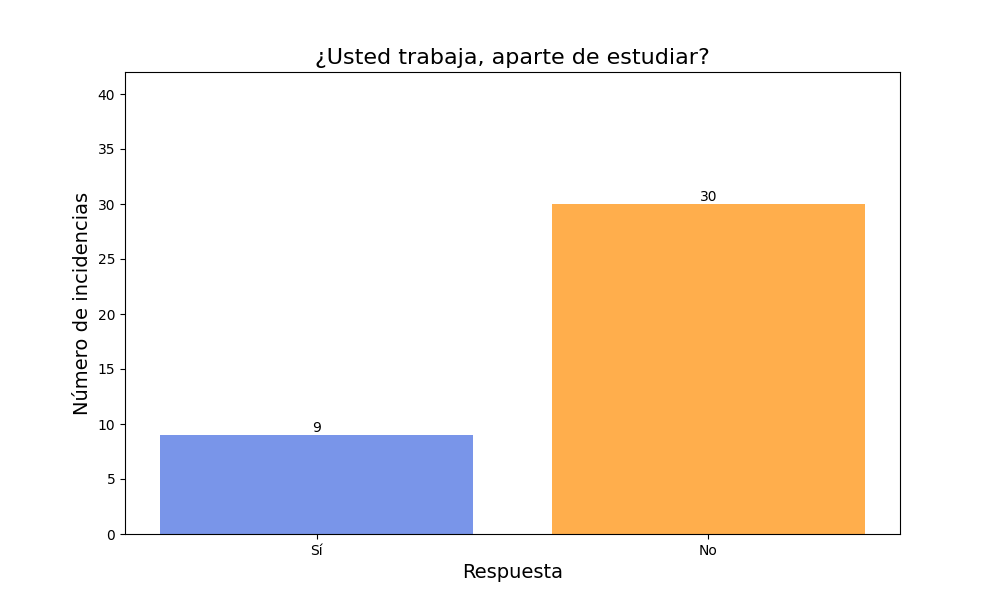 ¿Usted trabaja, aparte de estudiar?
Número de incidencias
40
35
30
25
20
15
10
5
0
9
30
Sí
No
Respuesta